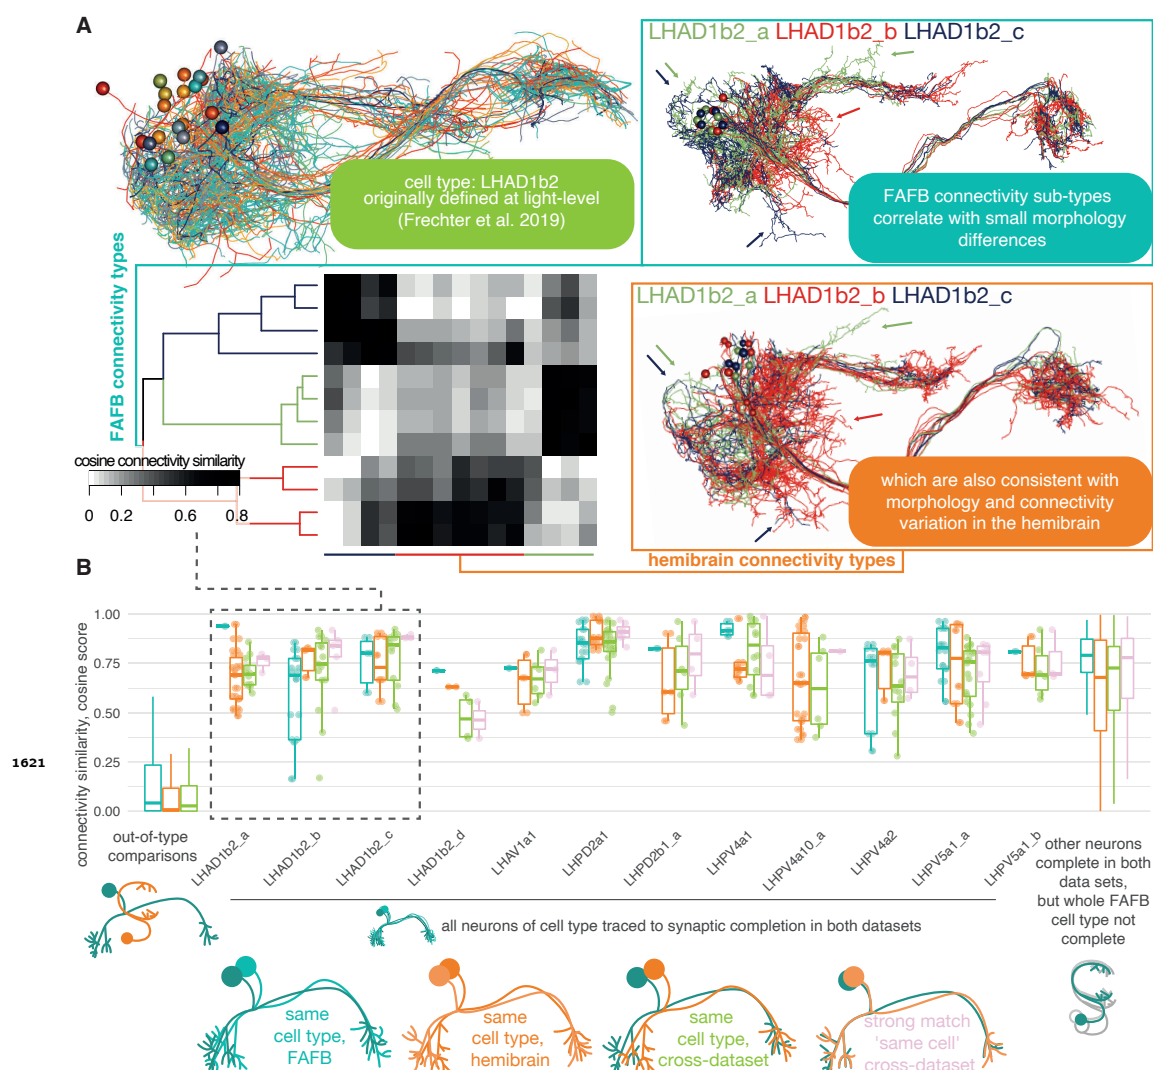 A
LHAD1b2_a LHAD1b2_b LHAD1b2_c
cell type: LHAD1b2
originally defined at light-level
(Frechter et al. 2019)
FAFB connectivity sub-types
correlate with small morphology
differences
FAFB connectivity types
LHAD1b2_a LHAD1b2_b LHAD1b2_c
cosine connectivity similarity
0 0.2 0.6 0.8
which are also consistent with
morphology and connectivity
variation in the hemibrain
hemibrain connectivity types
B
connectivity similarity, cosine score
1.00
0.75
0.50
0.25
0.00
1621
out-of-type
comparisons
LHAD1b2_a
LHAD1b2_b
LHAD1b2_c
LHAD1b2_d
LHAV1a1
LHPD2a1
LHPD2b1_a
LHPV4a1
LHPV4a10_a
LHPV4a2
LHPV5a1_a
LHPV5a1_b
other neurons
complete in both
data sets,
but whole FAFB
cell type not
complete
all neurons of cell type traced to synaptic completion in both datasets
same
cell type,
FAFB
same
cell type,
hemibrain
same
cell type,
cross-dataset
strong match
'same cell'
cross-dataset